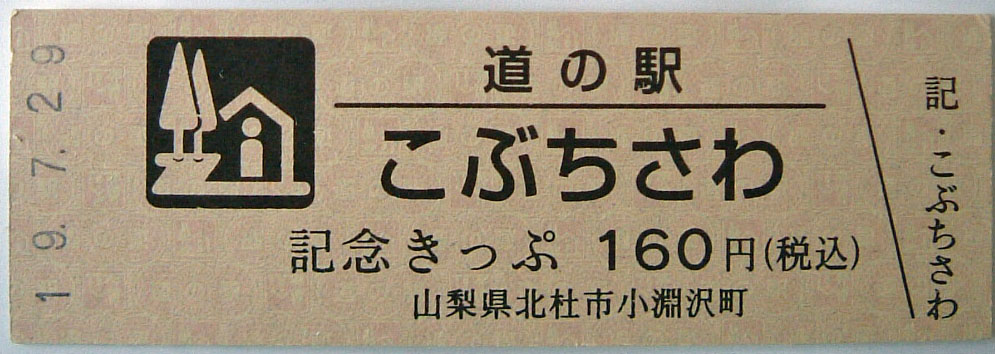 19.7.29
道の駅
こぶちさわ
記念きっぷ 160円(税込)
山梨県北杜市小淵沢町
記・こぶちさわ